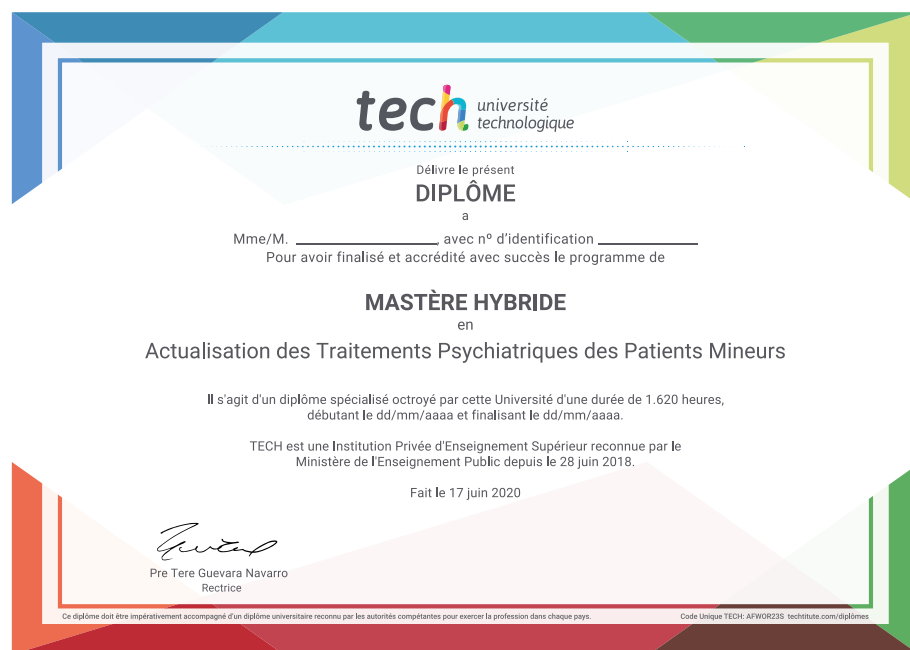 tech université
technologique
Délivre le présent
DIPLÔME
a
Mme/M. ____________________, avec nº d'identification ______________
Pour avoir finalisé et accrédité avec succès le programme de
MASTÈRE HYBRIDE
en
Actualisation des Traitements Psychiatriques des Patients Mineurs
Il s'agit d'un diplôme spécialisé octroyé par cette Université d'une durée de 1.620 heures,
débutant le dd/mm/aaaa et finalisant le dd/mm/aaaa.
TECH est une Institution Privée d'Enseignement Supérieur reconnue par le
Ministère de l'Enseignement Public depuis le 28 juin 2018.
Fait le 17 juin 2020
Pre Tere Guevara Navarro
Rectrice
Ce diplôme doit être impérativement accompagné d'un diplôme universitaire reconnu par les autorités compétantes pour exercer la profession dans chaque pays.
Code Unique TECH: AFWOR23S techtitute.com/diplômes